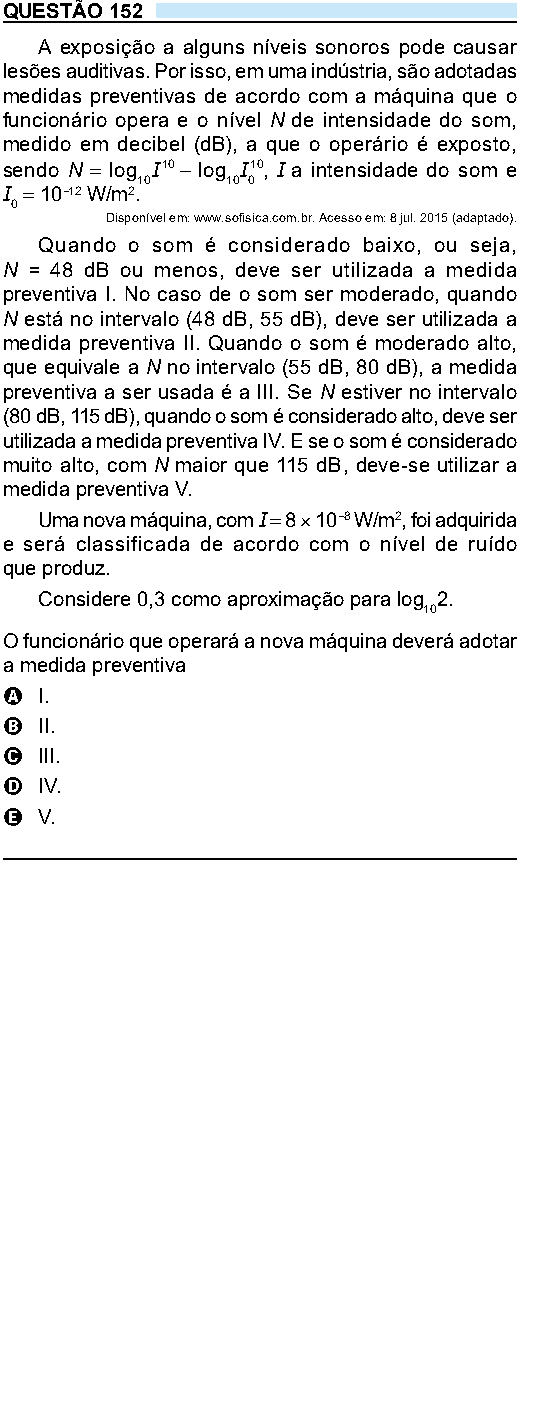 QUESTÃO 152
A exposição a alguns níveis sonoros pode causar
lesões auditivas. Por isso, em uma indústria, são adotadas
medidas preventivas de acordo com a máquina que o
funcionário opera e o nível N de intensidade do som,
medido em decibel (dB), a que o operário é exposto,
sendo N = log₁₀I¹⁰ – log₁₀I₀¹⁰, I a intensidade do som e
I₀ = 10⁻¹² W/m².
Disponível em: www.sofisica.com.br. Acesso em: 8 jul. 2015 (adaptado).
Quando o som é considerado baixo, ou seja,
N = 48 dB ou menos, deve ser utilizada a medida
preventiva I. No caso de o som ser moderado, quando
N está no intervalo (48 dB, 55 dB), deve ser utilizada a
medida preventiva II. Quando o som é moderado alto,
que equivale a N no intervalo (55 dB, 80 dB), a medida
preventiva a ser usada é a III. Se N estiver no intervalo
(80 dB, 115 dB), quando o som é considerado alto, deve ser
utilizada a medida preventiva IV. E se o som é considerado
muito alto, com N maior que 115 dB, deve-se utilizar a
medida preventiva V.
Uma nova máquina, com I = 8 × 10⁻⁸ W/m², foi adquirida
e será classificada de acordo com o nível de ruído
que produz.
Considere 0,3 como aproximação para log₁₀2.
O funcionário que operará a nova máquina deverá adotar
a medida preventiva
A I.
B II.
C III.
D IV.
E V.